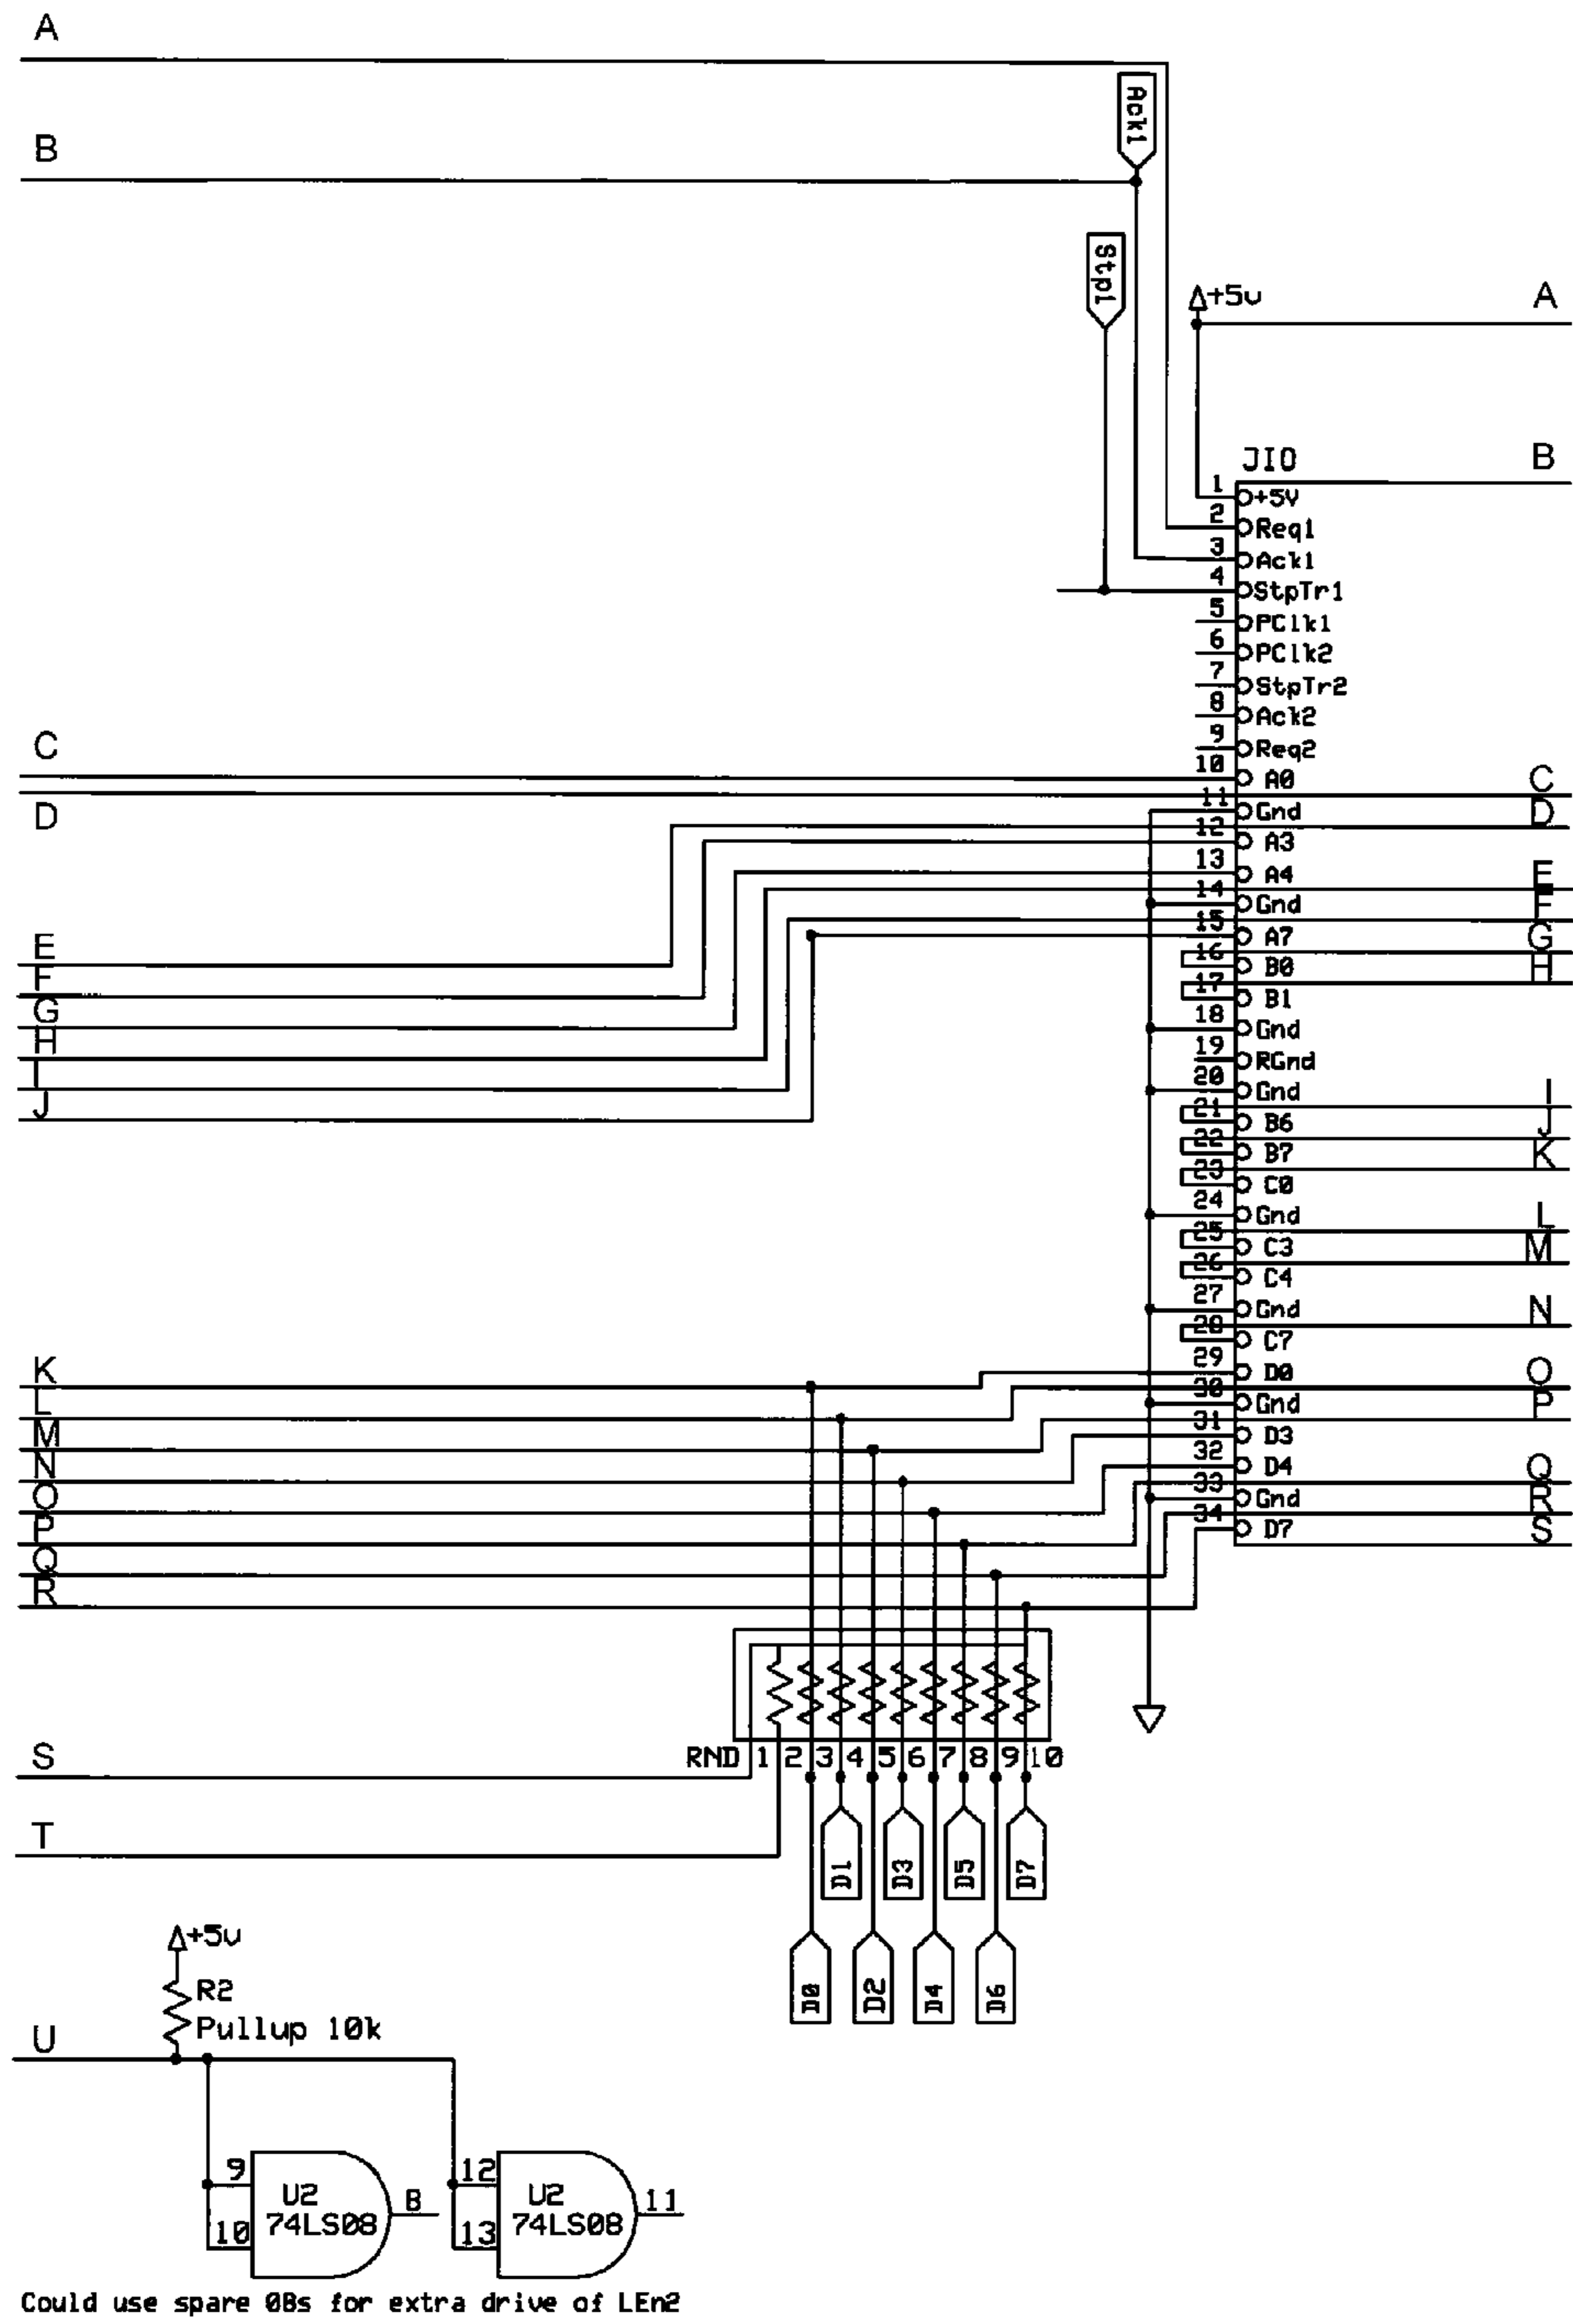 A
Ack1
B
Stp1
+5v
A
JIO
B
1
+5V
2
Req1
3
Ack1
4
StpTr1
5
PClk1
6
PClk2
7
StpTr2
8
Ack2
9
Req2
C
10
A0
C
D
11
Gnd
D
12
A3
13
A4
E
14
Gnd
F
15
A7
G
E
16
B0
H
F
17
B1
G
18
Gnd
H
19
RGnd
I
20
Gnd
I
J
21
B6
J
22
B7
K
23
C0
24
Gnd
L
25
C3
M
26
C4
27
Gnd
N
28
C7
K
29
D0
O
L
30
Gnd
P
M
31
D3
N
32
D4
Q
O
33
Gnd
R
P
34
D7
S
Q
R
S
RND 1 2 3 4 5 6 7 8 9 10
T
D1 D3 D5 D7
+5v
R2
D0 D2 D4 D6
Pullup 10k
U
9
12
U2
8
U2
11
74LS08
74LS08
10
13
Could use spare 08s for extra drive of LEn2